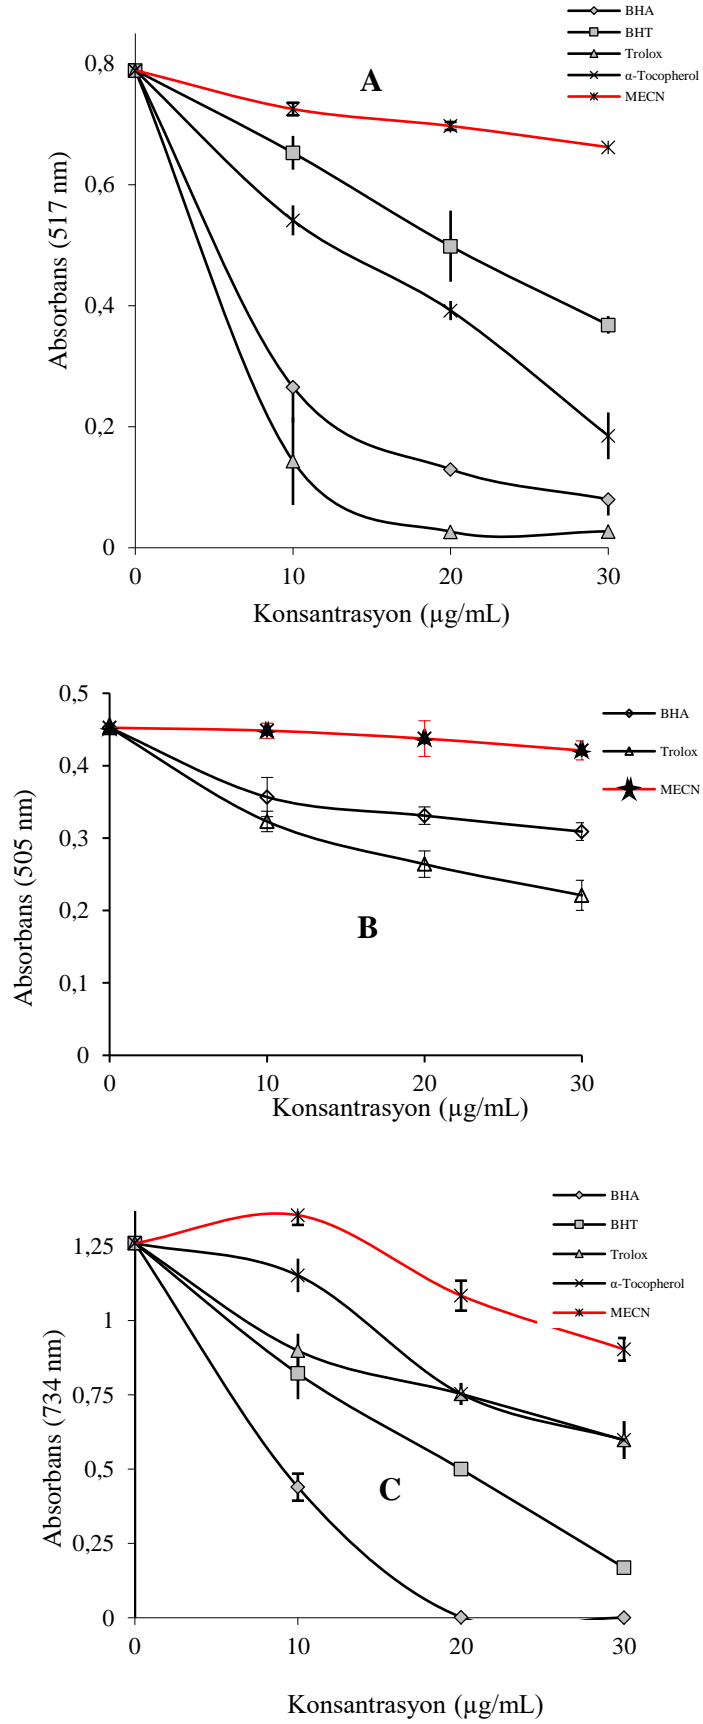 BHA
BHT
Trolox
α-Tocopherol
MECN
A
Absorbans (517 nm)
0,8
0,6
0,4
0,2
0
0 10 20 30
Konsantrasyon (µg/mL)
BHA
Trolox
MECN
B
Absorbans (505 nm)
0,5
0,4
0,3
0,2
0,1
0
0 10 20 30
Konsantrasyon (µg/mL)
BHA
BHT
Trolox
α-Tocopherol
MECN
C
Absorbans (734 nm)
1,25
1
0,75
0,5
0,25
0
0 10 20 30
Konsantrasyon (µg/mL)